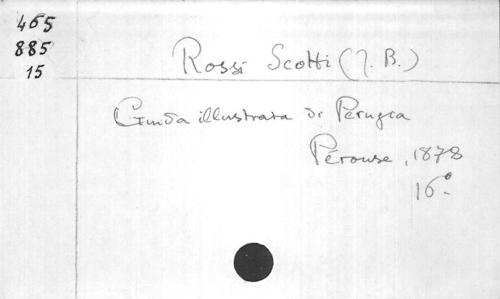 465
885
15
Rossi Scotti (J. B.)
Guida illustrata di Perugia
Pérouse, 1878
16°